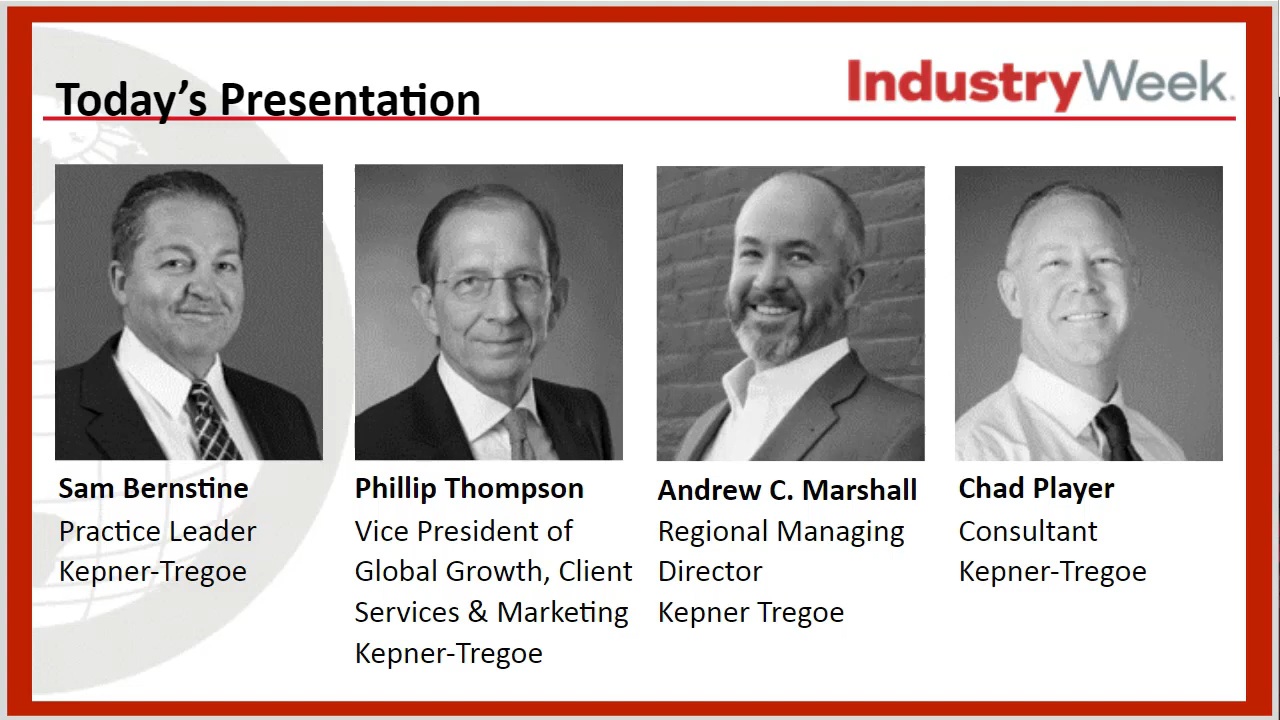 Today's Presentation
IndustryWeek.
Sam Bernstine
Practice Leader
Kepner-Tregoe
Phillip Thompson
Vice President of
Global Growth, Client
Services & Marketing
Kepner-Tregoe
Andrew C. Marshall
Regional Managing
Director
Kepner Tregoe
Chad Player
Consultant
Kepner-Tregoe